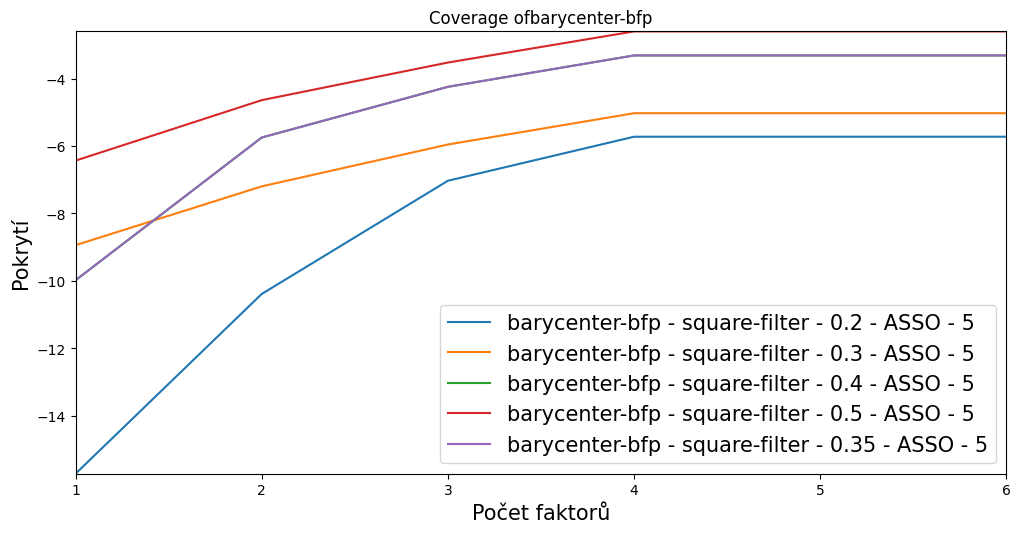 Coverage ofbarycenter-bfp
Pokrytí
−4
−6
−8
−10
−12
−14
barycenter-bfp - square-filter - 0.2 - ASSO - 5
barycenter-bfp - square-filter - 0.3 - ASSO - 5
barycenter-bfp - square-filter - 0.4 - ASSO - 5
barycenter-bfp - square-filter - 0.5 - ASSO - 5
barycenter-bfp - square-filter - 0.35 - ASSO - 5
1 2 3 4 5 6
Počet faktorů